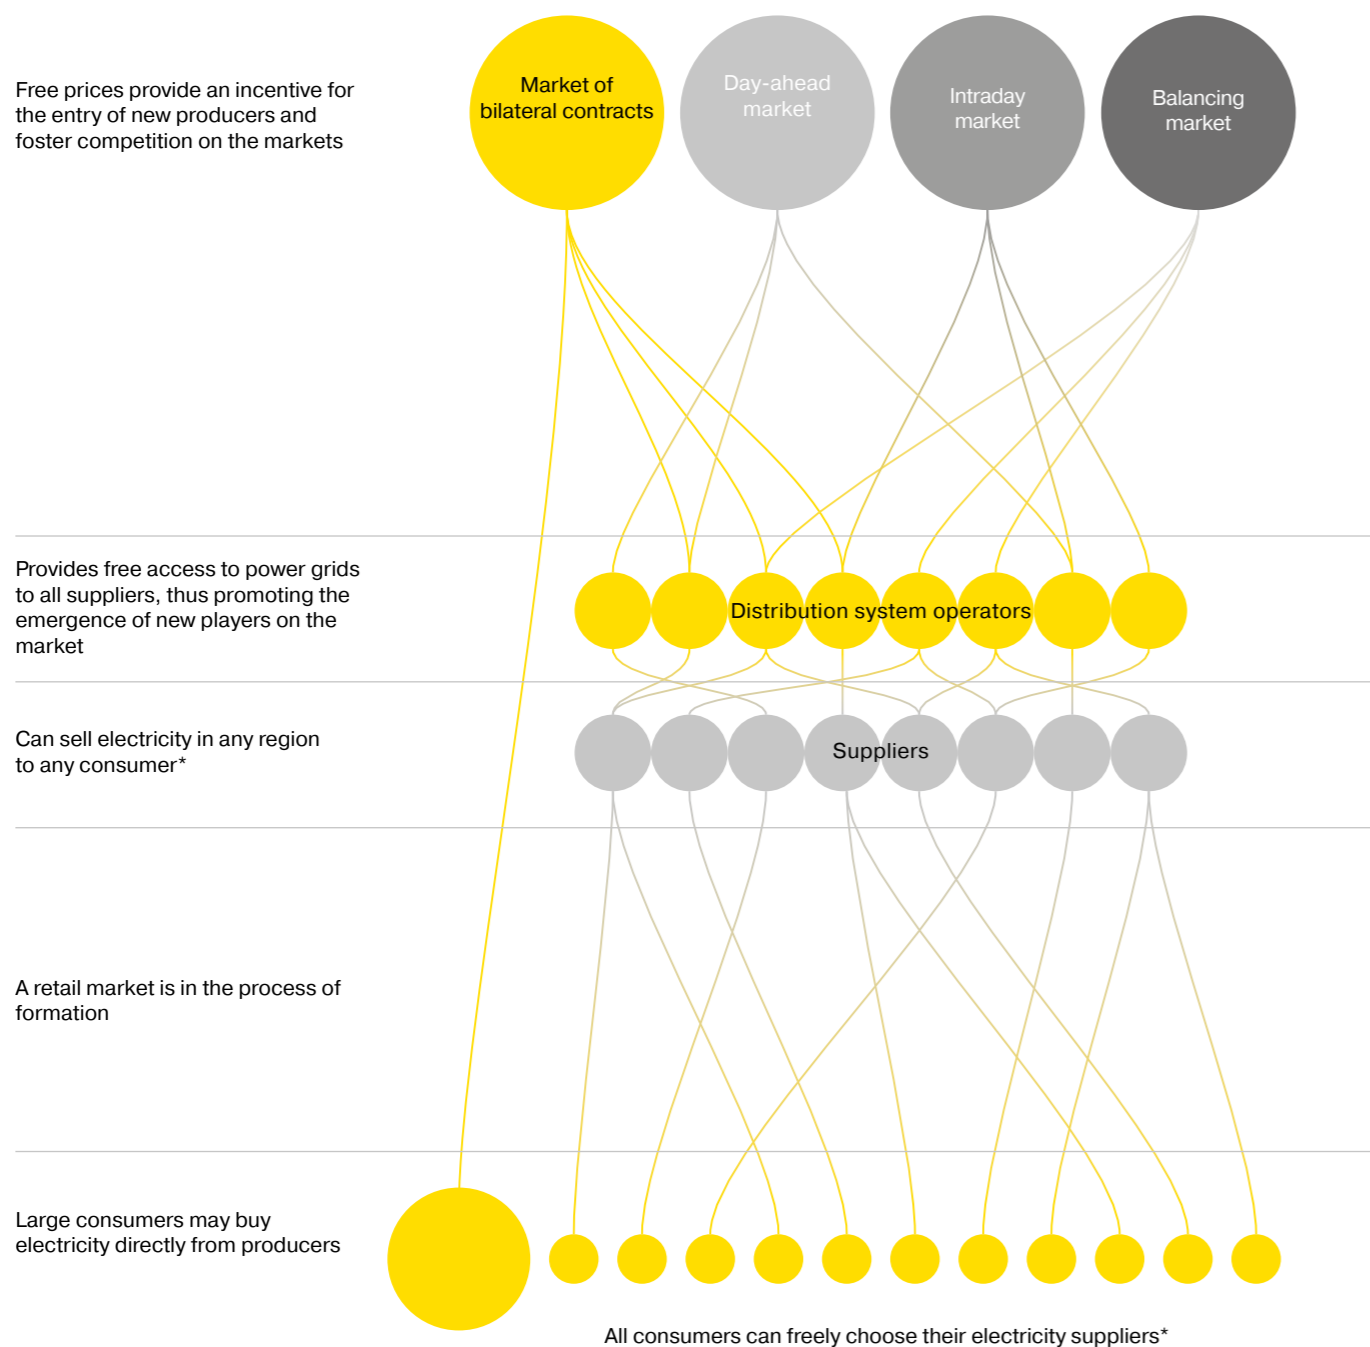 Free prices provide an incentive for
the entry of new producers and
foster competition on the markets
Market of
bilateral contracts
Day-ahead
market
Intraday
market
Balancing
market
Provides free access to power grids
to all suppliers, thus promoting the
emergence of new players on the
market
Distribution system operators
Can sell electricity in any region
to any consumer*
Suppliers
A retail market is in the process of
formation
Large consumers may buy
electricity directly from producers
All consumers can freely choose their electricity suppliers*